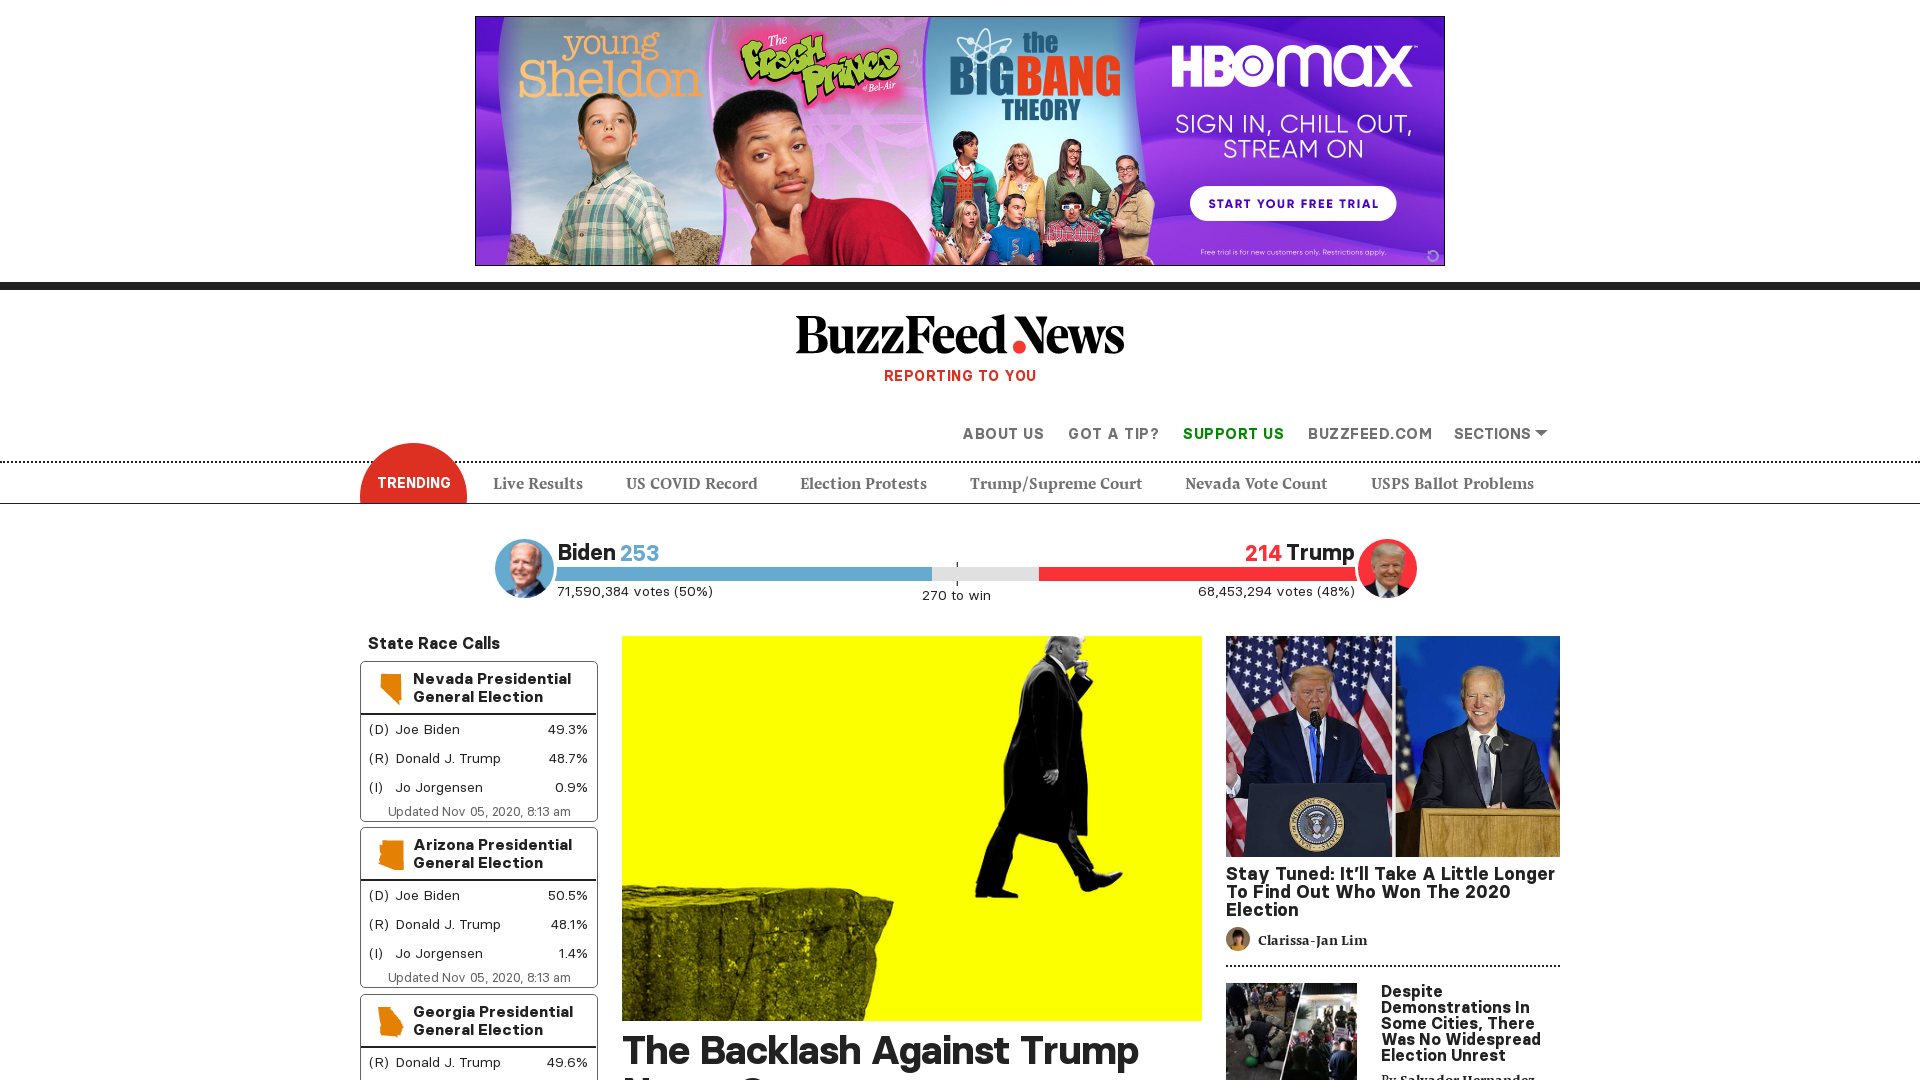 young
Sheldon
The
Fresh
Prince
of Bel-Air
the
BIGBANG
THEORY
HBOmax
SIGN IN, CHILL OUT,
STREAM ON
START YOUR FREE TRIAL
Free trial is for new customers only. Restrictions apply.
BuzzFeed News
REPORTING TO YOU
ABOUT US GOT A TIP? SUPPORT US BUZZFEED.COM SECTIONS
TRENDING Live Results US COVID Record Election Protests Trump/Supreme Court Nevada Vote Count USPS Ballot Problems
Biden 253 214 Trump
71,590,384 votes (50%) 270 to win 68,453,294 votes (48%)
State Race Calls
Nevada Presidential
General Election
(D) Joe Biden 49.3%
(R) Donald J. Trump 48.7%
(I) Jo Jorgensen 0.9%
Updated Nov 05, 2020, 8:13 am
Arizona Presidential
General Election
(D) Joe Biden 50.5%
(R) Donald J. Trump 48.1%
(I) Jo Jorgensen 1.4%
Updated Nov 05, 2020, 8:13 am
Georgia Presidential
General Election
(R) Donald J. Trump 49.6%
The Backlash Against Trump
Stay Tuned: It’ll Take A Little Longer
To Find Out Who Won The 2020
Election
Clarissa-Jan Lim
Despite
Demonstrations In
Some Cities, There
Was No Widespread
Election Unrest
By Salvador Hernandez